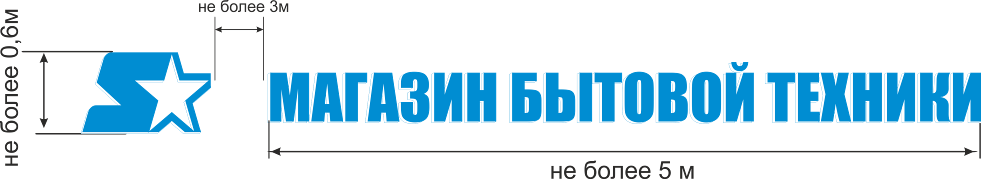 не более 3м
не более 0,6м
МАГАЗИН БЫТОВОЙ ТЕХНИКИ
не более 5 м